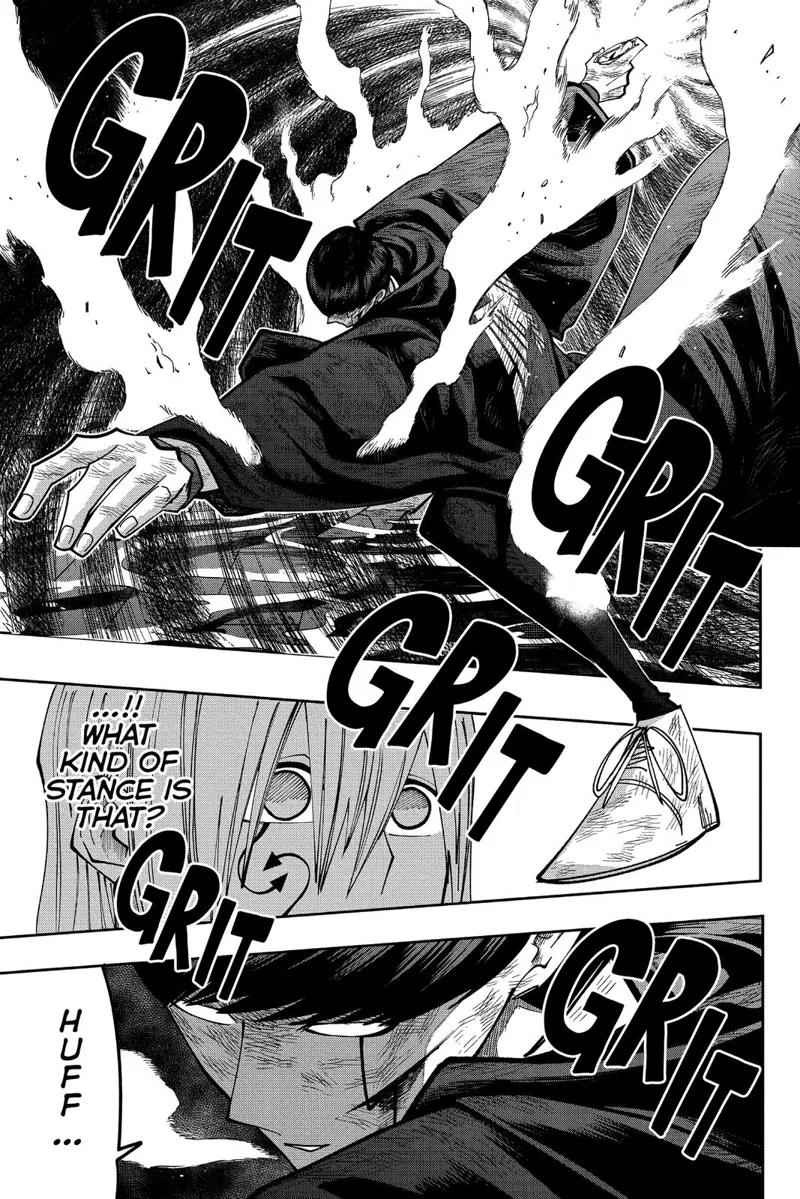 GRIT
GRIT
GRIT
...!!
WHAT
KIND OF
STANCE IS
THAT?
GRIT
GRIT
HUFF
...